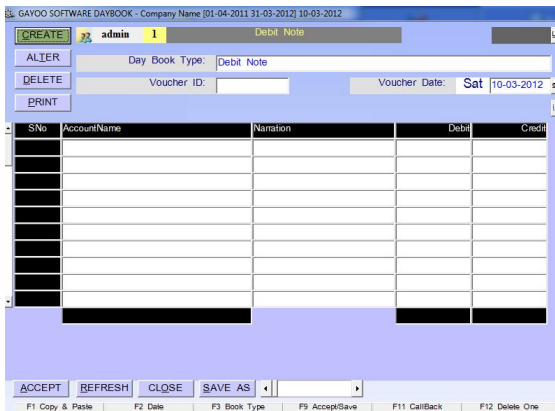 GAYOO SOFTWARE DAYBOOK - Company Name [01-04-2011 31-03-2012] 10-03-2012
CREATE admin 1 Debit Note
ALTER Day Book Type: Debit Note
DELETE Voucher ID: Voucher Date: Sat 10-03-2012
PRINT
SNo AccountName Narration Debit Credit
ACCEPT REFRESH CLOSE SAVE AS
F1 Copy & Paste F2 Date F3 Book Type F9 Accept/Save F11 CallBack F12 Delete One